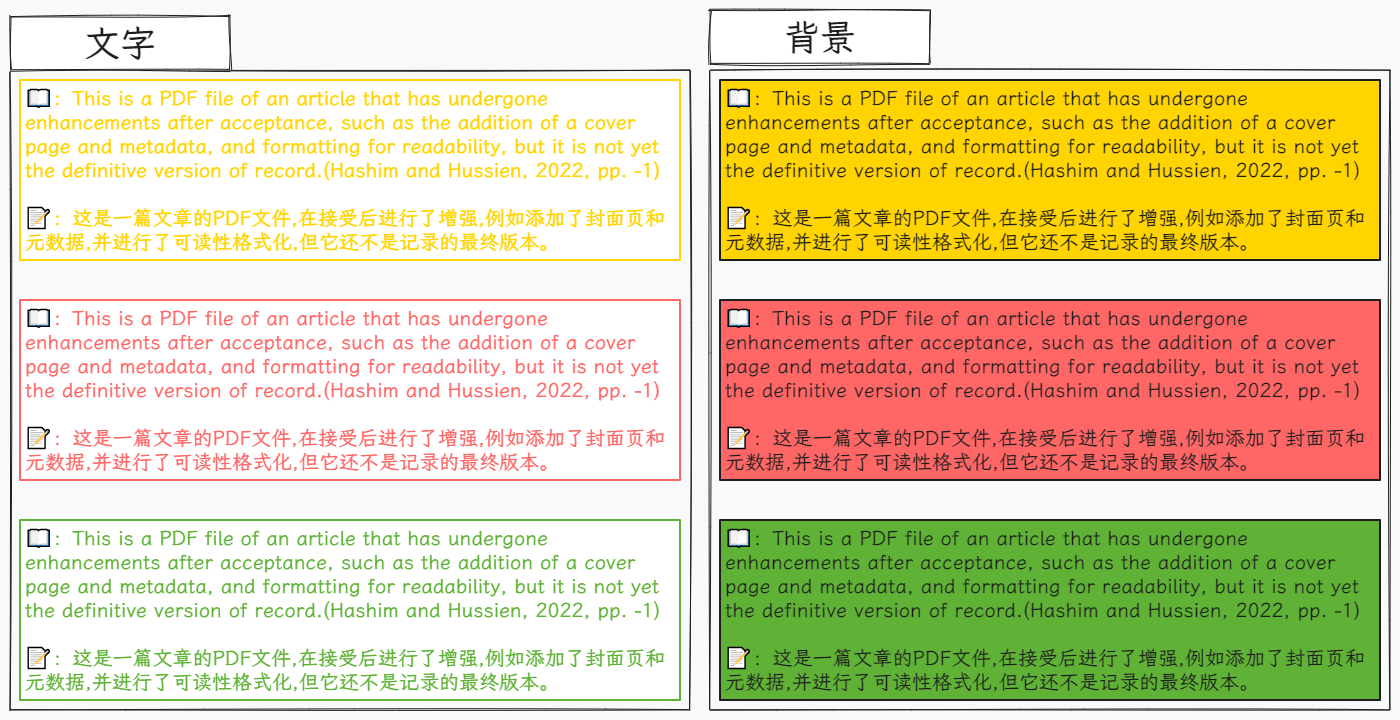 文字
📖: This is a PDF file of an article that has undergone
enhancements after acceptance, such as the addition of a cover
page and metadata, and formatting for readability, but it is not yet
the definitive version of record.(Hashim and Hussien, 2022, pp. -1)
📝: 这是一篇文章的PDF文件,在接受后进行了增强,例如添加了封面页和
元数据,并进行了可读性格式化,但它还不是记录的最终版本。
📖: This is a PDF file of an article that has undergone
enhancements after acceptance, such as the addition of a cover
page and metadata, and formatting for readability, but it is not yet
the definitive version of record.(Hashim and Hussien, 2022, pp. -1)
📝: 这是一篇文章的PDF文件,在接受后进行了增强,例如添加了封面页和
元数据,并进行了可读性格式化,但它还不是记录的最终版本。
📖: This is a PDF file of an article that has undergone
enhancements after acceptance, such as the addition of a cover
page and metadata, and formatting for readability, but it is not yet
the definitive version of record.(Hashim and Hussien, 2022, pp. -1)
📝: 这是一篇文章的PDF文件,在接受后进行了增强,例如添加了封面页和
元数据,并进行了可读性格式化,但它还不是记录的最终版本。
背景
📖: This is a PDF file of an article that has undergone
enhancements after acceptance, such as the addition of a cover
page and metadata, and formatting for readability, but it is not yet
the definitive version of record.(Hashim and Hussien, 2022, pp. -1)
📝: 这是一篇文章的PDF文件,在接受后进行了增强,例如添加了封面页和
元数据,并进行了可读性格式化,但它还不是记录的最终版本。
📖: This is a PDF file of an article that has undergone
enhancements after acceptance, such as the addition of a cover
page and metadata, and formatting for readability, but it is not yet
the definitive version of record.(Hashim and Hussien, 2022, pp. -1)
📝: 这是一篇文章的PDF文件,在接受后进行了增强,例如添加了封面页和
元数据,并进行了可读性格式化,但它还不是记录的最终版本。
📖: This is a PDF file of an article that has undergone
enhancements after acceptance, such as the addition of a cover
page and metadata, and formatting for readability, but it is not yet
the definitive version of record.(Hashim and Hussien, 2022, pp. -1)
📝: 这是一篇文章的PDF文件,在接受后进行了增强,例如添加了封面页和
元数据,并进行了可读性格式化,但它还不是记录的最终版本。